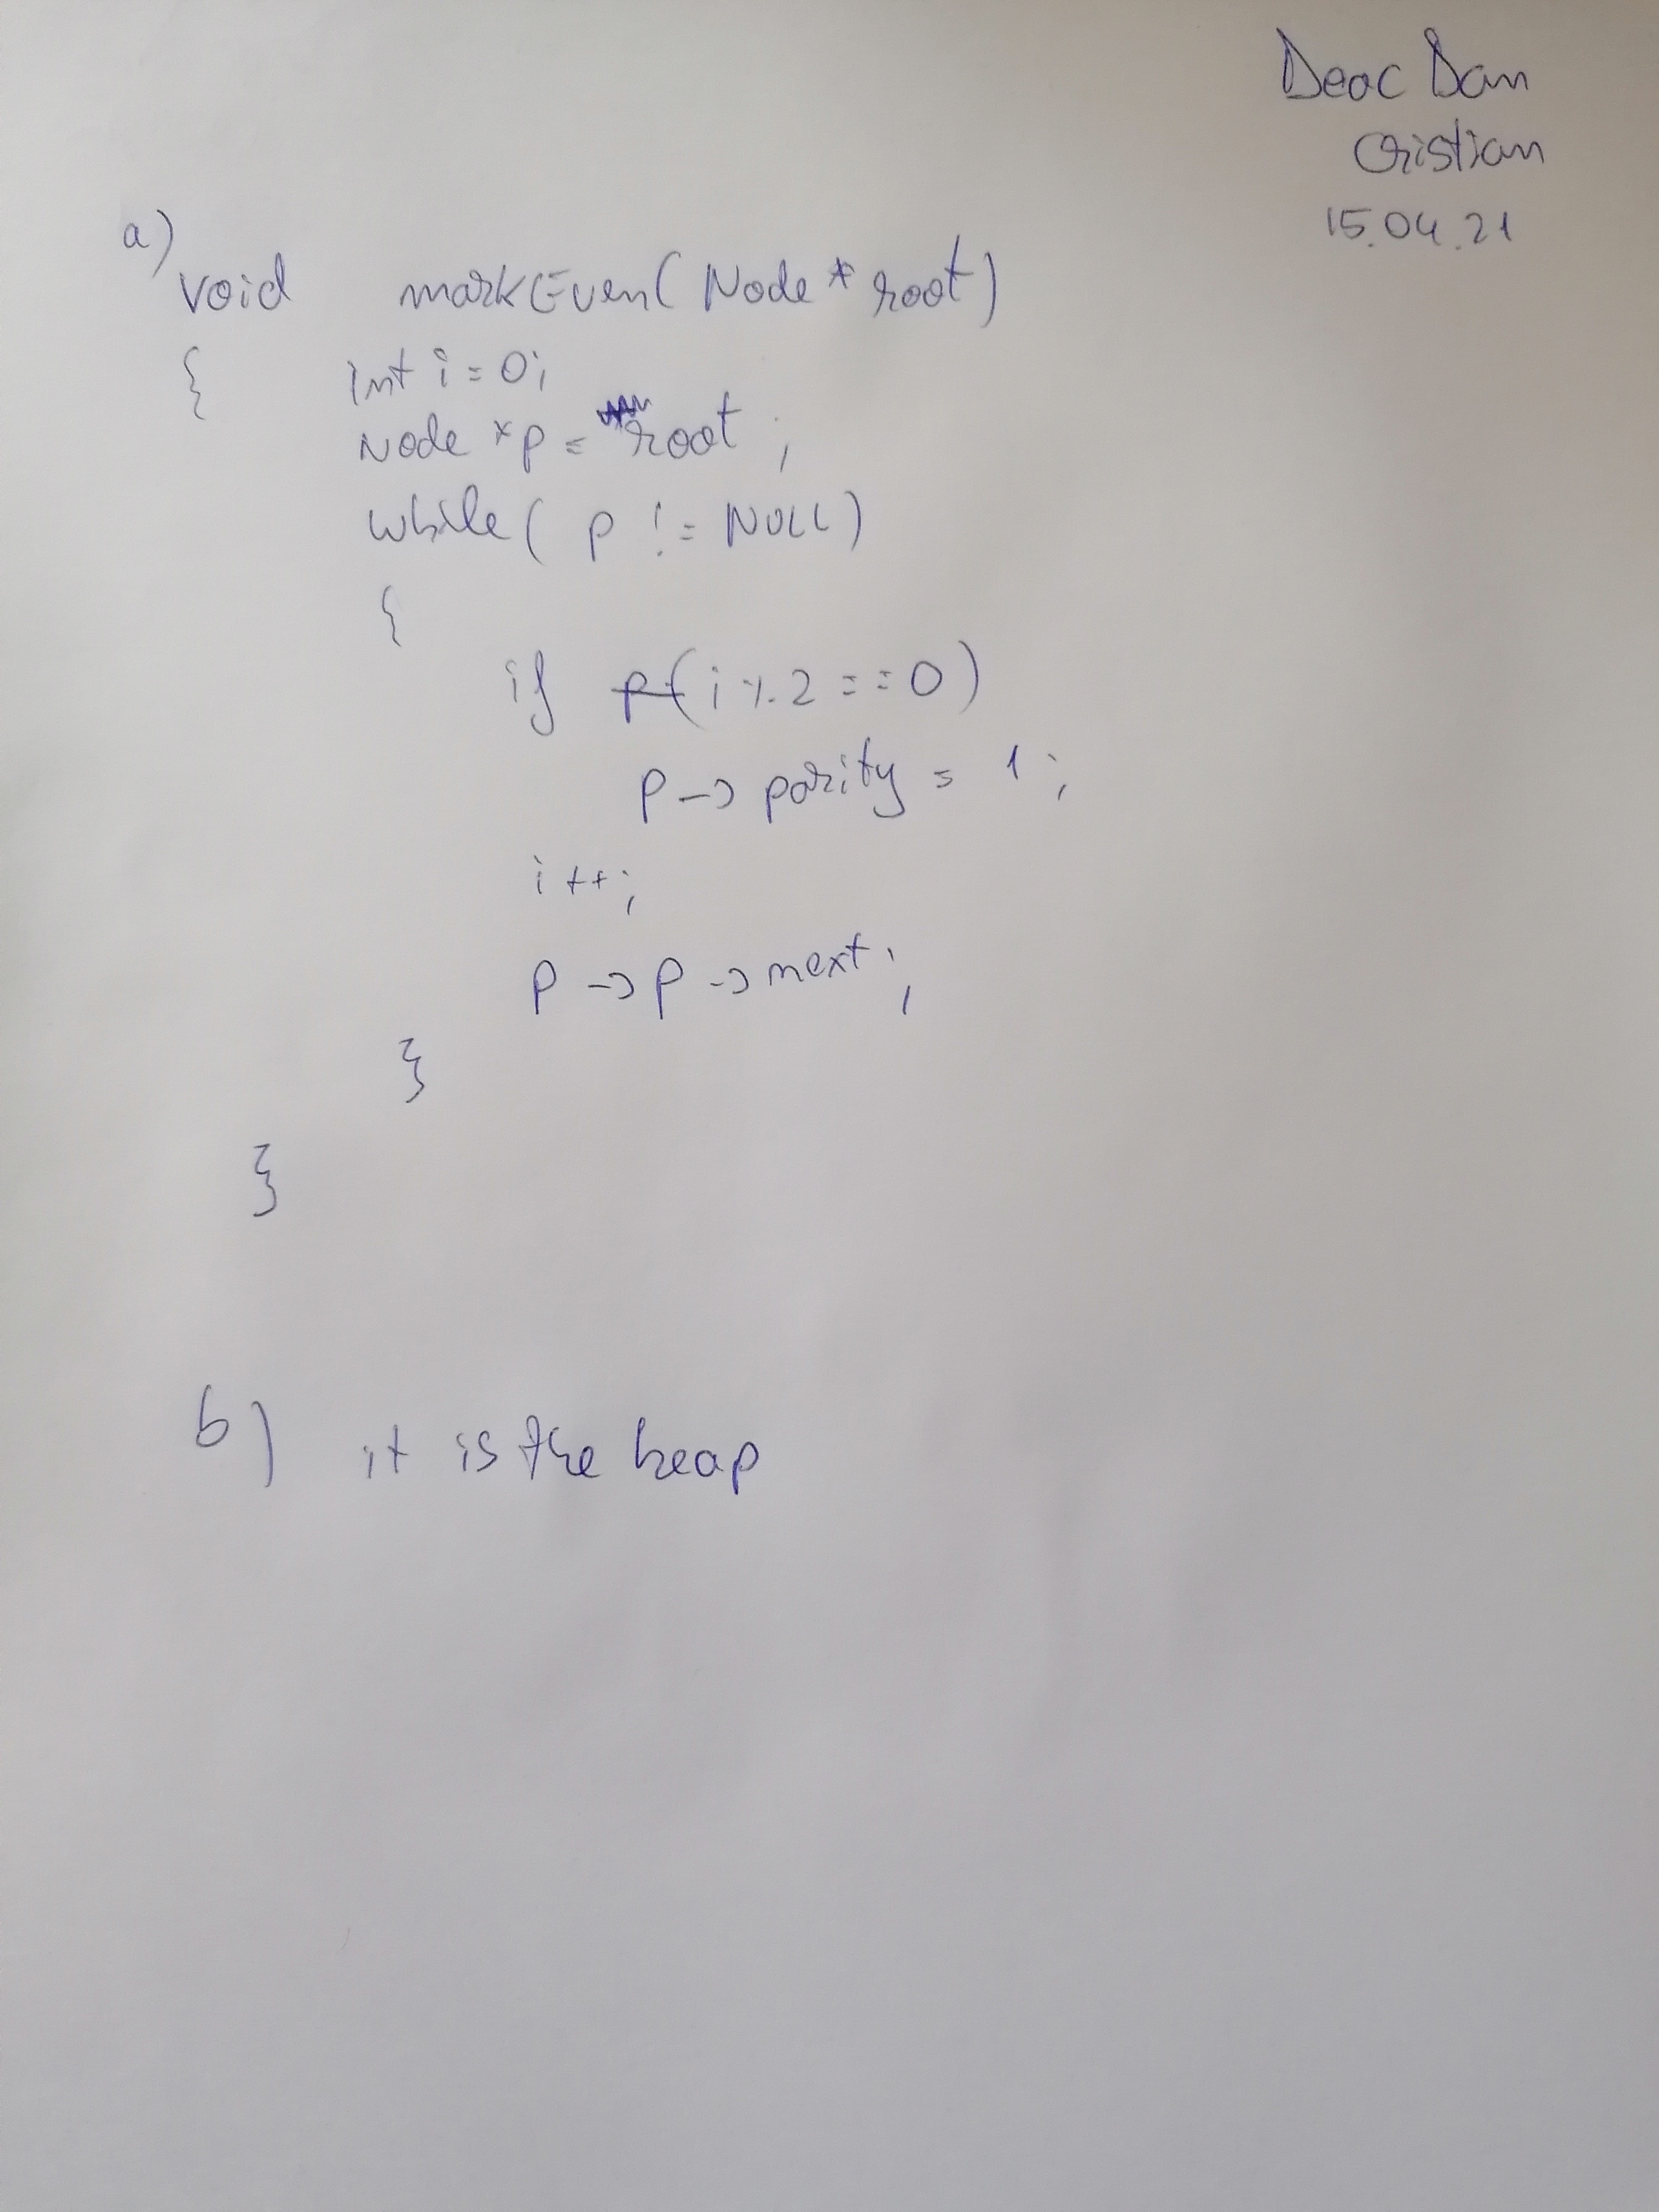 Deac Dan
Cristian
15.04.21
a)
void markEven( Node * root)
{ int i = 0;
Node *p = root ;
while( p != NULL)
{
if (i % 2 == 0)
p -> parity = 1 ;
i ++;
p -> p -> next ;
}
}
b) it is the heap